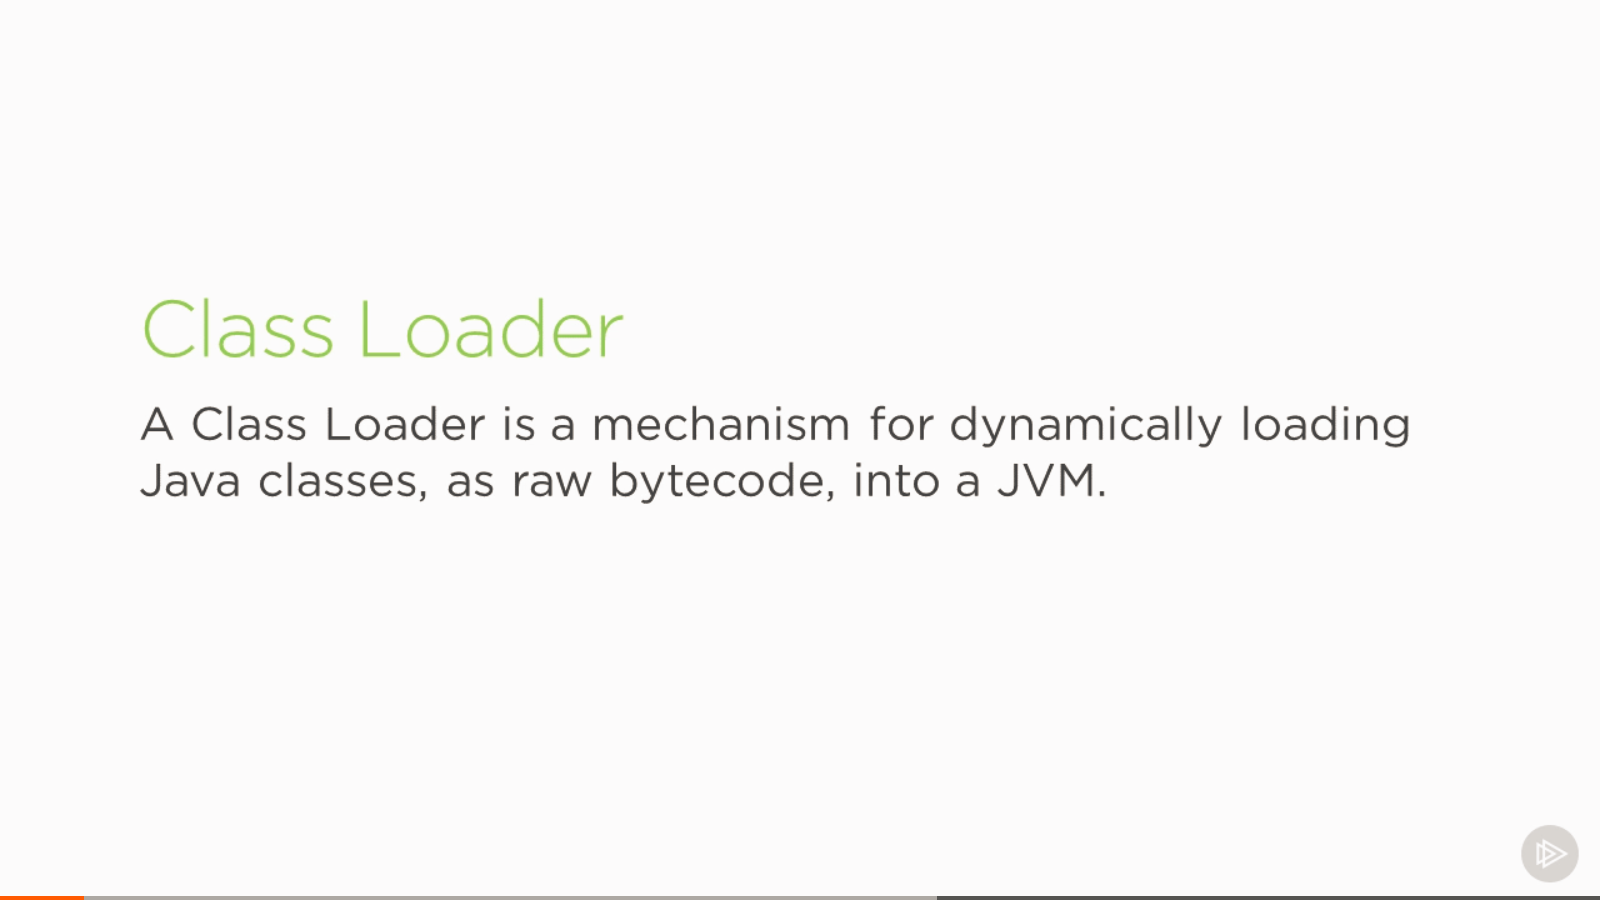 Class Loader
A Class Loader is a mechanism for dynamically loading
Java classes, as raw bytecode, into a JVM.